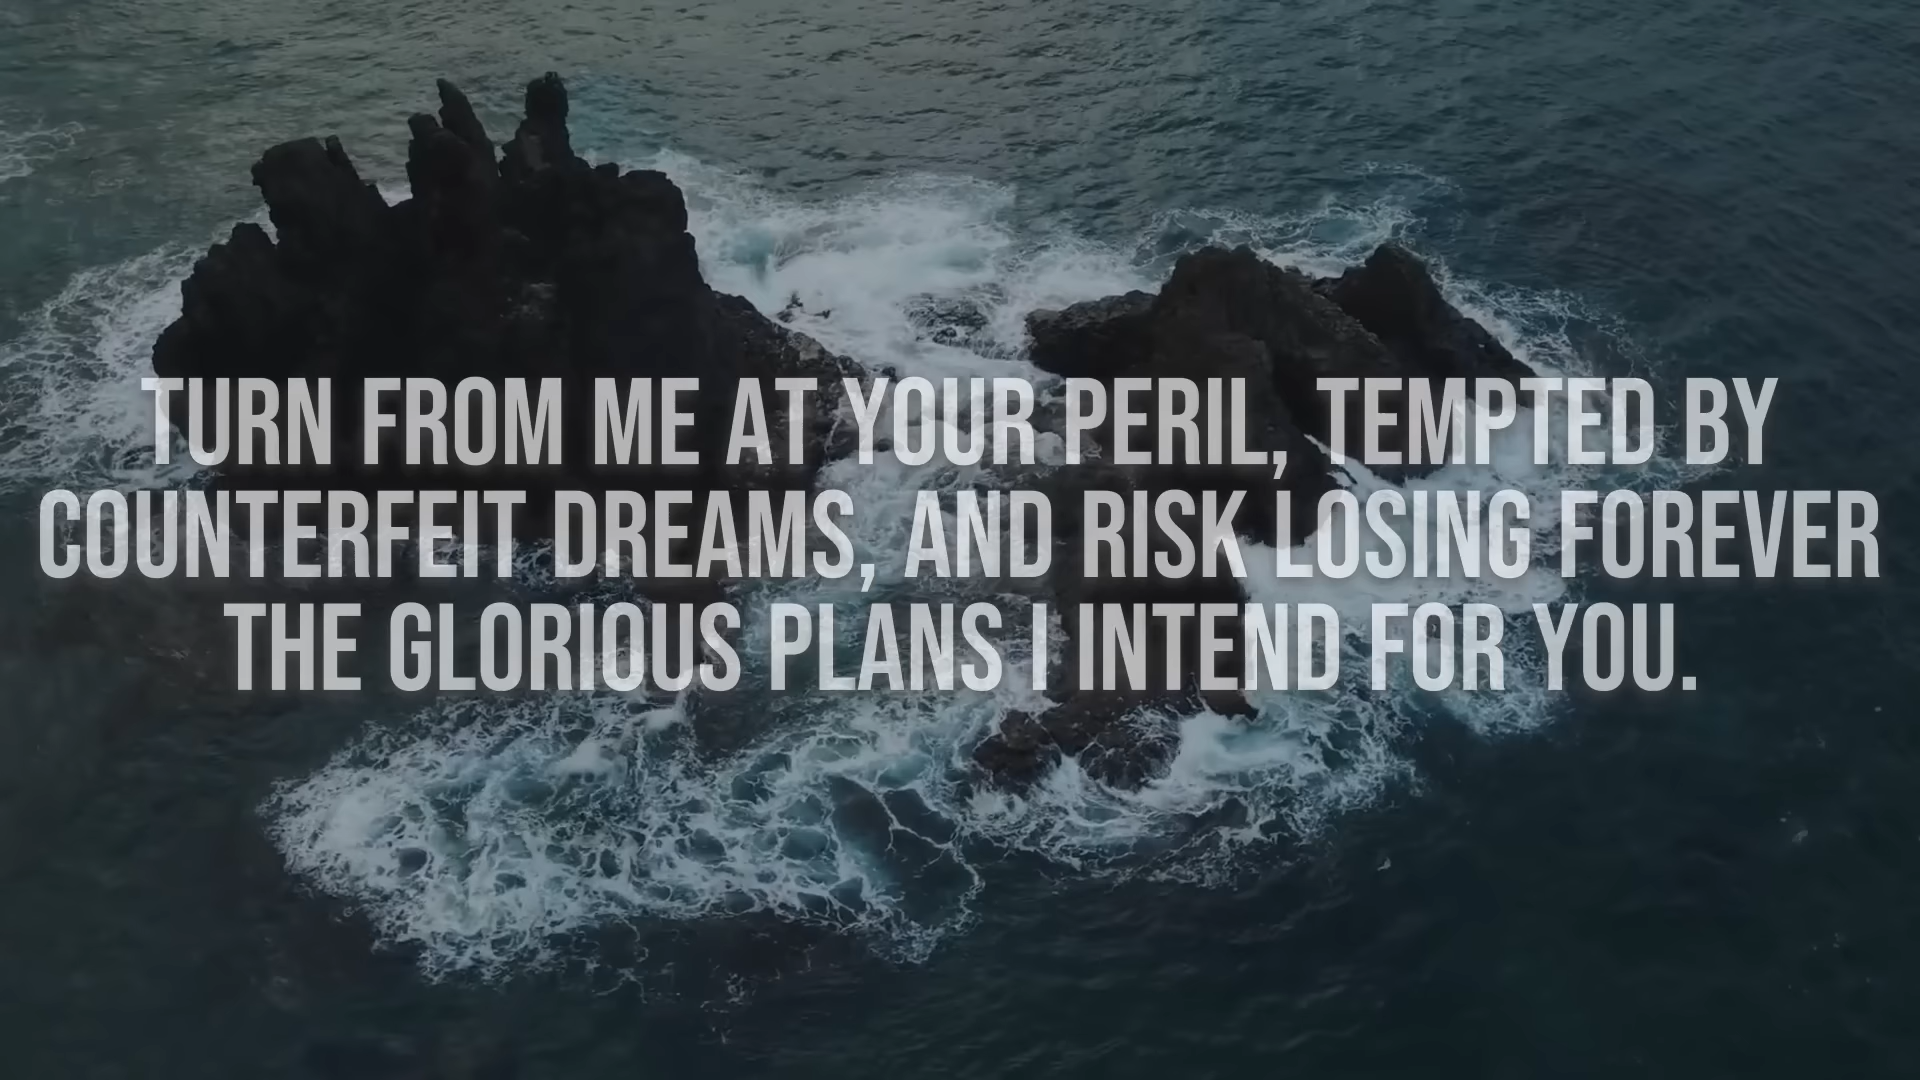 TURN FROM ME AT YOUR PERIL, TEMPTED BY
COUNTERFEIT DREAMS, AND RISK LOSING FOREVER
THE GLORIOUS PLANS I INTEND FOR YOU.